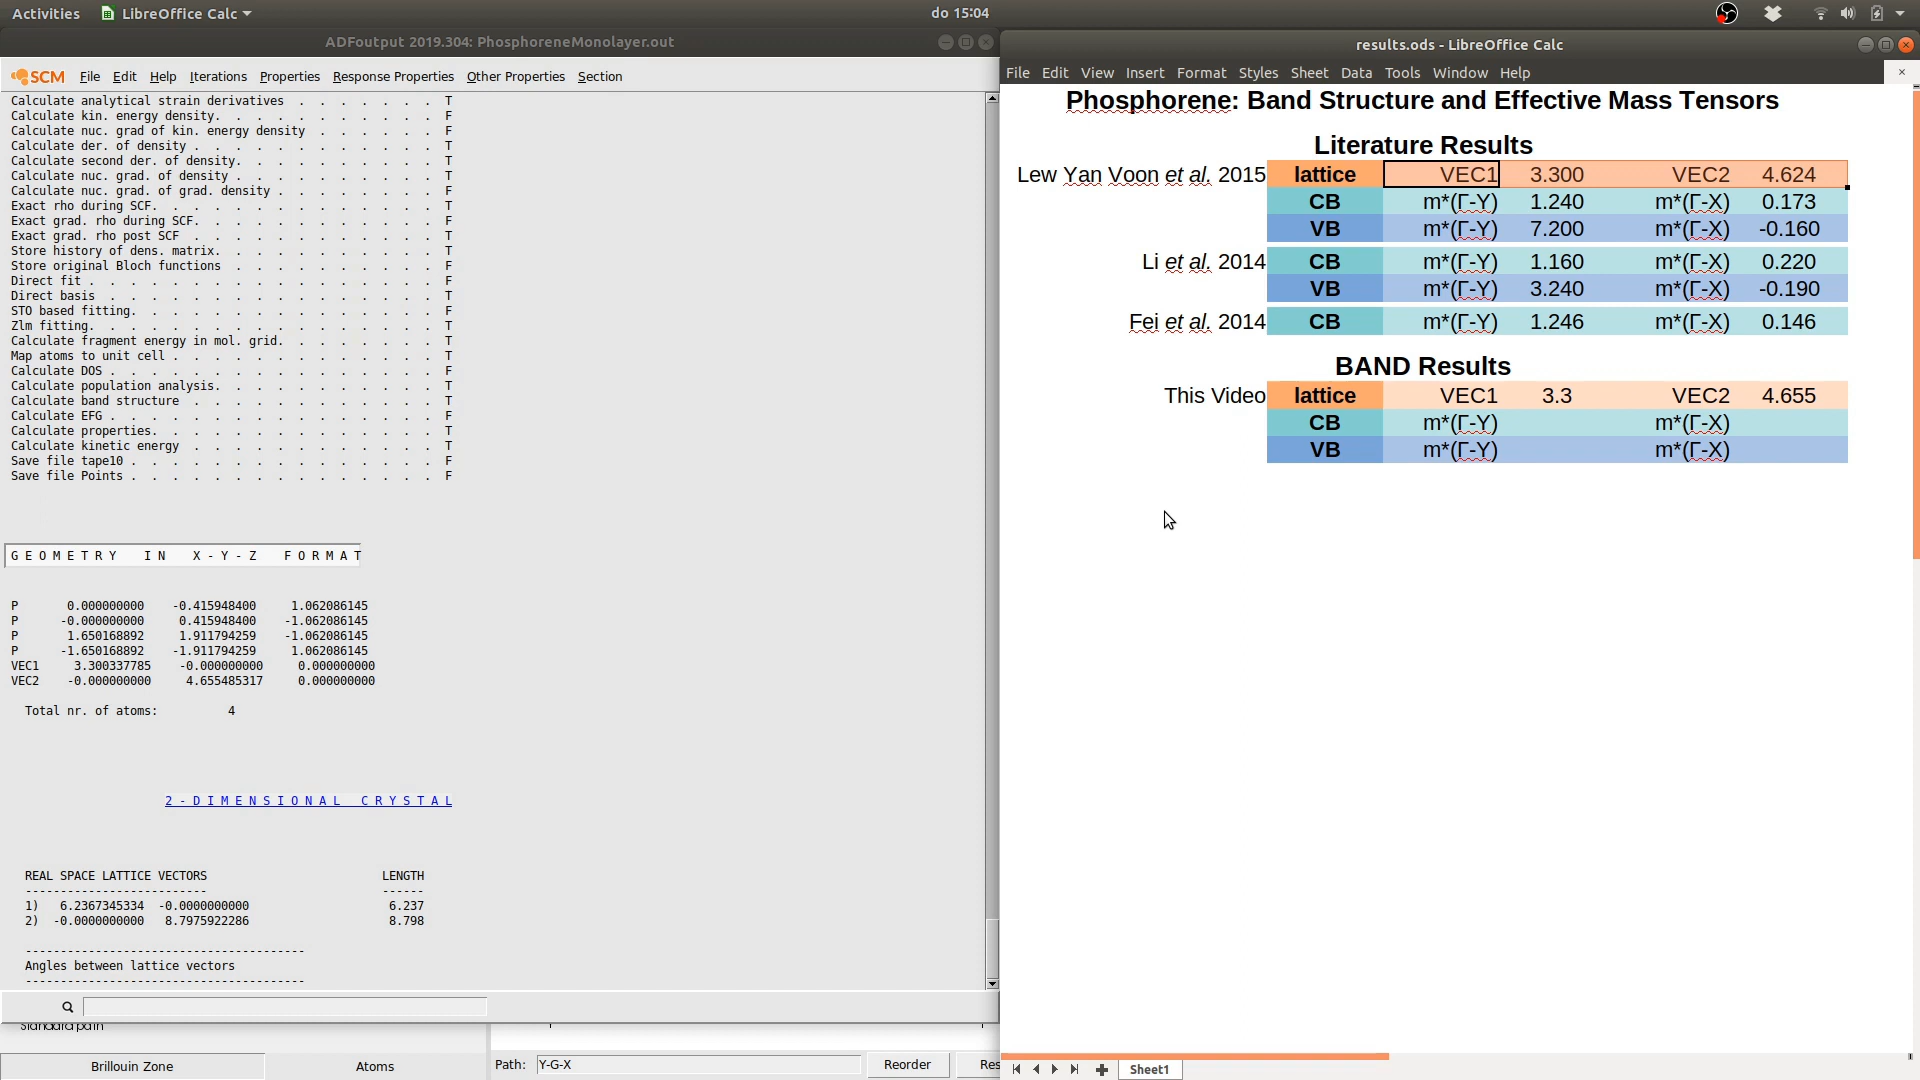 Activities LibreOffice Calc do 15:04
ADFoutput 2019.304: PhosphoreneMonolayer.out
SCM File Edit Help Iterations Properties Response Properties Other Properties Section
Calculate analytical strain derivatives . . . . . . . T
Calculate kin. energy density. . . . . . . . . . . F
Calculate nuc. grad of kin. energy density . . . . . . F
Calculate der. of density . . . . . . . . . . . . T
Calculate second der. of density. . . . . . . . . . T
Calculate nuc. grad. of density . . . . . . . . . . T
Calculate nuc. grad. of grad. density . . . . . . . . F
Exact rho during SCF. . . . . . . . . . . . . . T
Exact grad. rho during SCF. . . . . . . . . . . . F
Exact grad. rho post SCF . . . . . . . . . . . . T
Store history of dens. matrix. . . . . . . . . . . T
Store original Bloch functions . . . . . . . . . . F
Direct fit . . . . . . . . . . . . . . . . . F
Direct basis . . . . . . . . . . . . . . . . T
STO based fitting. . . . . . . . . . . . . . . F
Zlm fitting. . . . . . . . . . . . . . . . . T
Calculate fragment energy in mol. grid. . . . . . . . T
Map atoms to unit cell . . . . . . . . . . . . . T
Calculate DOS . . . . . . . . . . . . . . . . F
Calculate population analysis. . . . . . . . . . . T
Calculate band structure . . . . . . . . . . . . T
Calculate EFG . . . . . . . . . . . . . . . . F
Calculate properties. . . . . . . . . . . . . . T
Calculate kinetic energy . . . . . . . . . . . . T
Save file tape10 . . . . . . . . . . . . . . . F
Save file Points . . . . . . . . . . . . . . . F
G E O M E T R Y   I N   X - Y - Z   F O R M A T
P 0.000000000 -0.415948400 1.062086145
P -0.000000000 0.415948400 -1.062086145
P 1.650168892 1.911794259 -1.062086145
P -1.650168892 -1.911794259 1.062086145
VEC1 3.300337785 -0.000000000 0.000000000
VEC2 -0.000000000 4.655485317 0.000000000
Total nr. of atoms: 4
2 - D I M E N S I O N A L   C R Y S T A L
REAL SPACE LATTICE VECTORS LENGTH
-------------------------- ------
1) 6.2367345334 -0.0000000000 6.237
2) -0.0000000000 8.7975922286 8.798
----------------------------------------
Angles between lattice vectors
----------------------------------------
Standard path
Brillouin Zone Atoms Path: Y-G-X Reorder Res
results.ods - LibreOffice Calc
File Edit View Insert Format Styles Sheet Data Tools Window Help
Phosphorene: Band Structure and Effective Mass Tensors
Literature Results
Lew Yan Voon et al. 2015 lattice VEC1 3.300 VEC2 4.624
CB m*(Γ-Y) 1.240 m*(Γ-X) 0.173
VB m*(Γ-Y) 7.200 m*(Γ-X) -0.160
Li et al. 2014 CB m*(Γ-Y) 1.160 m*(Γ-X) 0.220
VB m*(Γ-Y) 3.240 m*(Γ-X) -0.190
Fei et al. 2014 CB m*(Γ-Y) 1.246 m*(Γ-X) 0.146
BAND Results
This Video lattice VEC1 3.3 VEC2 4.655
CB m*(Γ-Y) m*(Γ-X)
VB m*(Γ-Y) m*(Γ-X)
Sheet1